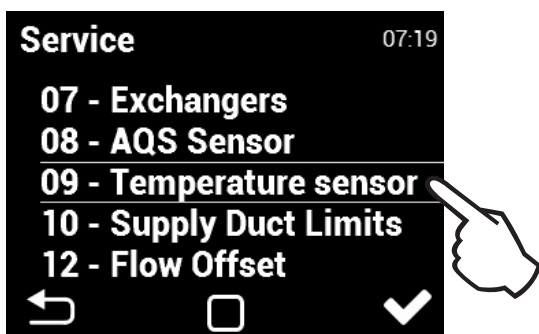 Service 07:19
07 - Exchangers
08 - AQS Sensor
09 - Temperature sensor
10 - Supply Duct Limits
12 - Flow Offset